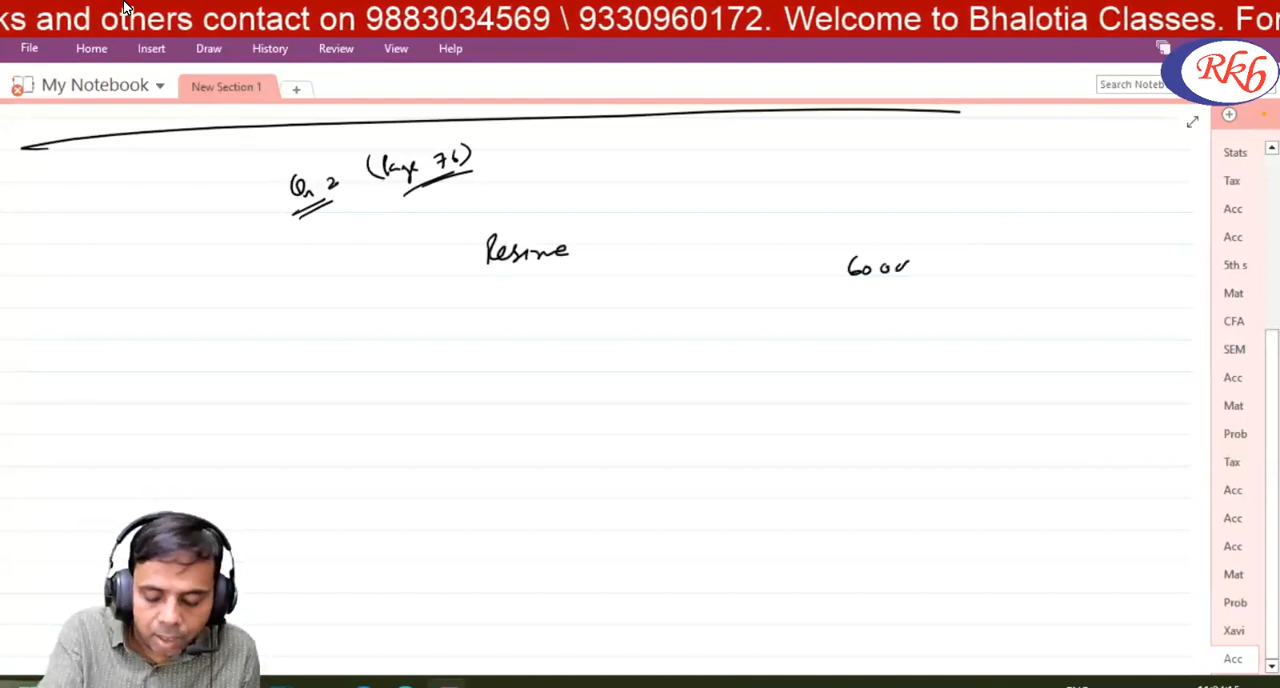 ks and others contact on 9883034569 \ 9330960172. Welcome to Bhalotia Classes. For
File Home Insert Draw History Review View Help
Rkb
My Notebook New Section 1 Search Noteb
Qn 2 (Page 76)
6000
Stats
Tax
Acc
Acc
5th s
Mat
CFA
SEM
Acc
Mat
Prob
Tax
Acc
Acc
Acc
Mat
Prob
Xavi
Acc